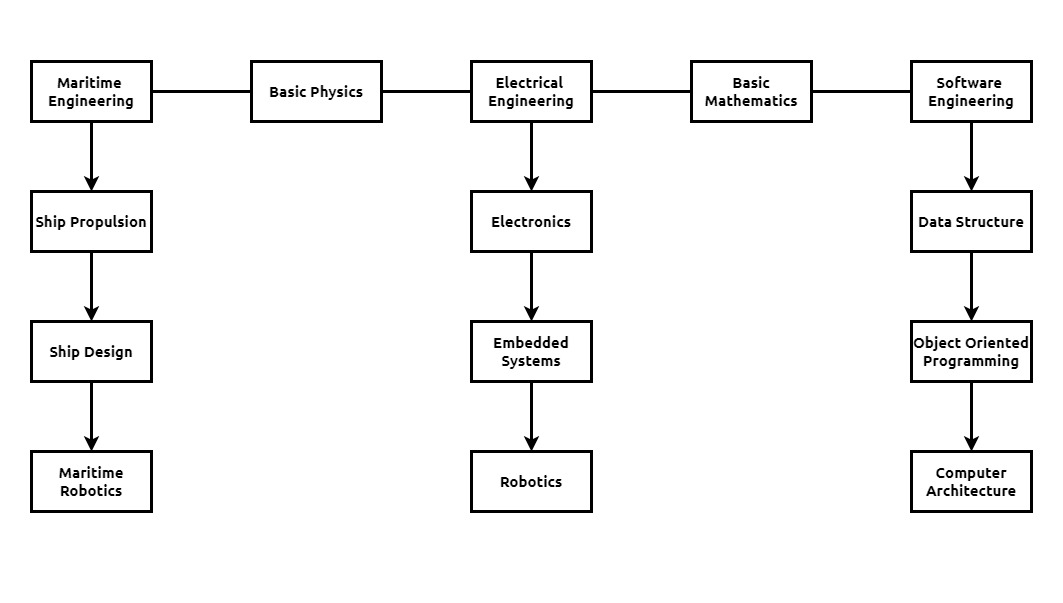 Maritime
Engineering
Basic Physics
Electrical
Engineering
Basic
Mathematics
Software
Engineering
Ship Propulsion
Electronics
Data Structure
Ship Design
Embedded
Systems
Object Oriented
Programming
Maritime
Robotics
Robotics
Computer
Architecture